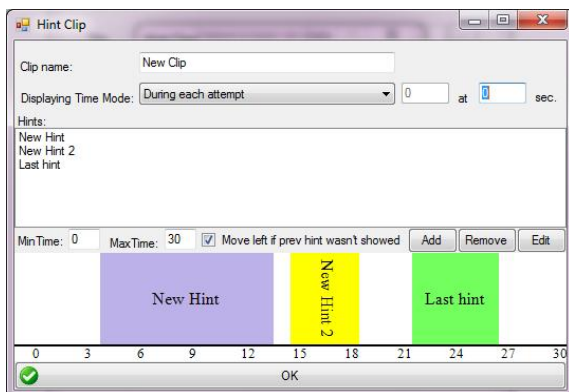 Hint Clip
Clip name: New Clip
Displaying Time Mode: During each attempt 0 at 0 sec.
Hints:
New Hint
New Hint 2
Last hint
MinTime: 0 MaxTime: 30 Move left if prev hint wasn't showed Add Remove Edit
New Hint New Hint 2 Last hint
0 3 6 9 12 15 18 21 24 27 30
OK